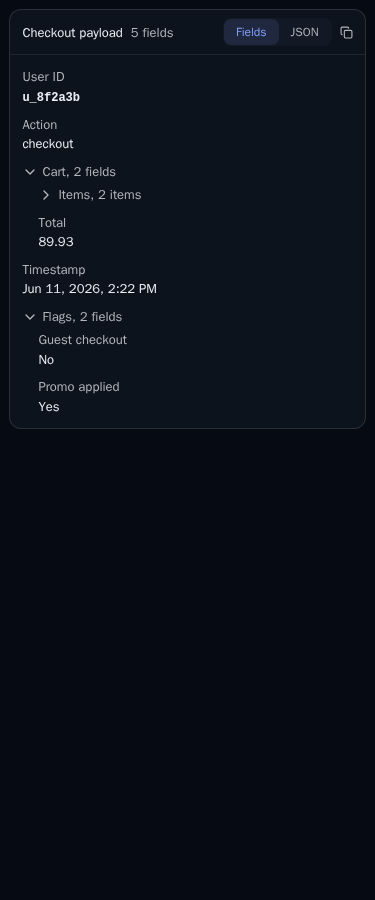 Checkout payload 5 fields Fields JSON
User ID
u_8f2a3b
Action
checkout
Cart, 2 fields
Items, 2 items
Total
89.93
Timestamp
Jun 11, 2026, 2:22 PM
Flags, 2 fields
Guest checkout
No
Promo applied
Yes